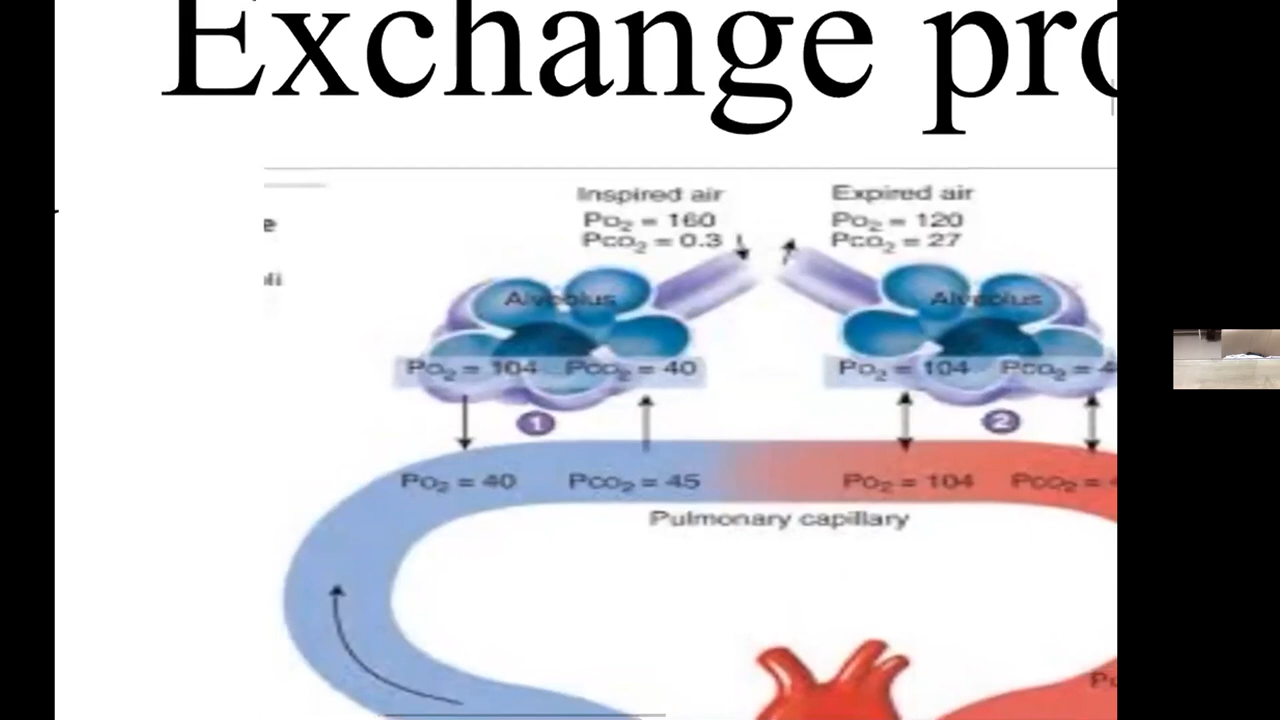 Exchange pro
Inspired air
Po₂ = 160
Pco₂ = 0.3
Expired air
Po₂ = 120
Pco₂ = 27
e
li
Alveolus
Alveolus
Po₂ = 104 Pco₂ = 40
Po₂ = 104 Pco₂ = 4
1
2
Po₂ = 40 Pco₂ = 45
Po₂ = 104 Pco₂ =
Pulmonary capillary